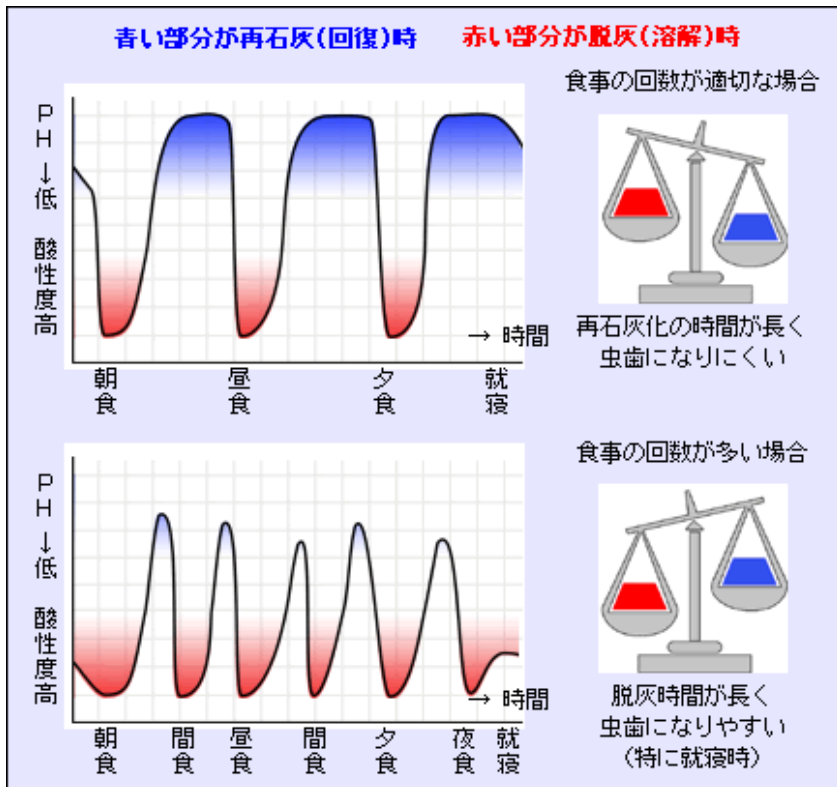 青い部分が再石灰(回復)時 赤い部分が脱灰(溶解)時
食事の回数が適切な場合
PH→低 酸性度高
→ 時間
朝食 昼食 夕食 就寝
再石灰化の時間が長く
虫歯になりにくい
食事の回数が多い場合
PH→低 酸性度高
→ 時間
朝食 間食 昼食 間食 夕食 夜食 就寝
脱灰時間が長く
虫歯になりやすい
(特に就寝時)